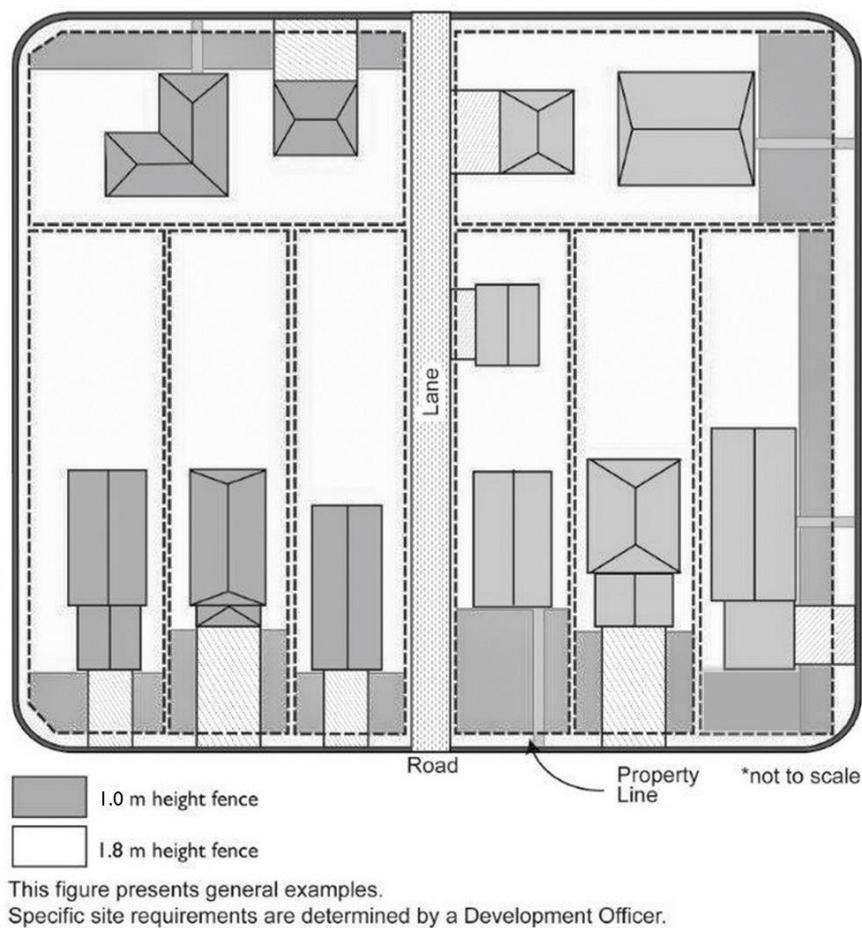 Lane
Road
Property
Line
*not to scale
1.0 m height fence
1.8 m height fence
This figure presents general examples.
Specific site requirements are determined by a Development Officer.